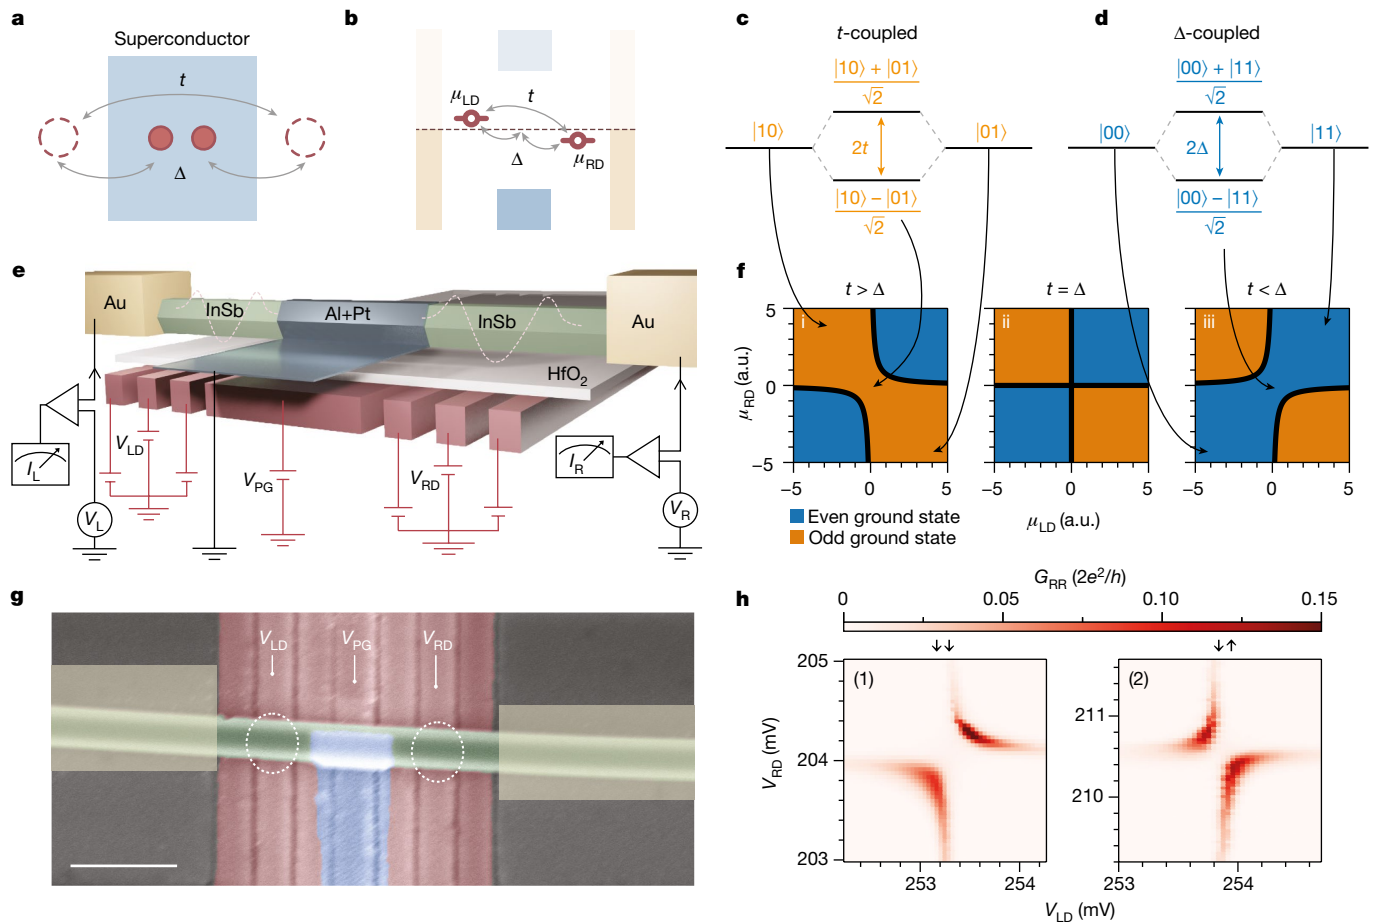 a
Superconductor
t
Δ
b
μLD
t
Δ
μRD
c
t-coupled
|10⟩ + |01⟩
√2
|10⟩
2t
|01⟩
|10⟩ − |01⟩
√2
d
Δ-coupled
|00⟩ + |11⟩
√2
|00⟩
2Δ
|11⟩
|00⟩ − |11⟩
√2
e
Au
InSb
Al+Pt
InSb
Au
HfO2
VLD
VPG
VRD
IL
VL
IR
VR
f
t > Δ
t = Δ
t < Δ
i
ii
iii
5
0
−5
μRD (a.u.)
−5 0 5
−5 0 5
−5 0 5
μLD (a.u.)
Even ground state
Odd ground state
g
VLD
VPG
VRD
h
GRR (2e²/h)
0 0.05 0.10 0.15
↓↓
↓↑
(1)
(2)
205
204
203
VRD (mV)
211
210
253 254
253 254
VLD (mV)